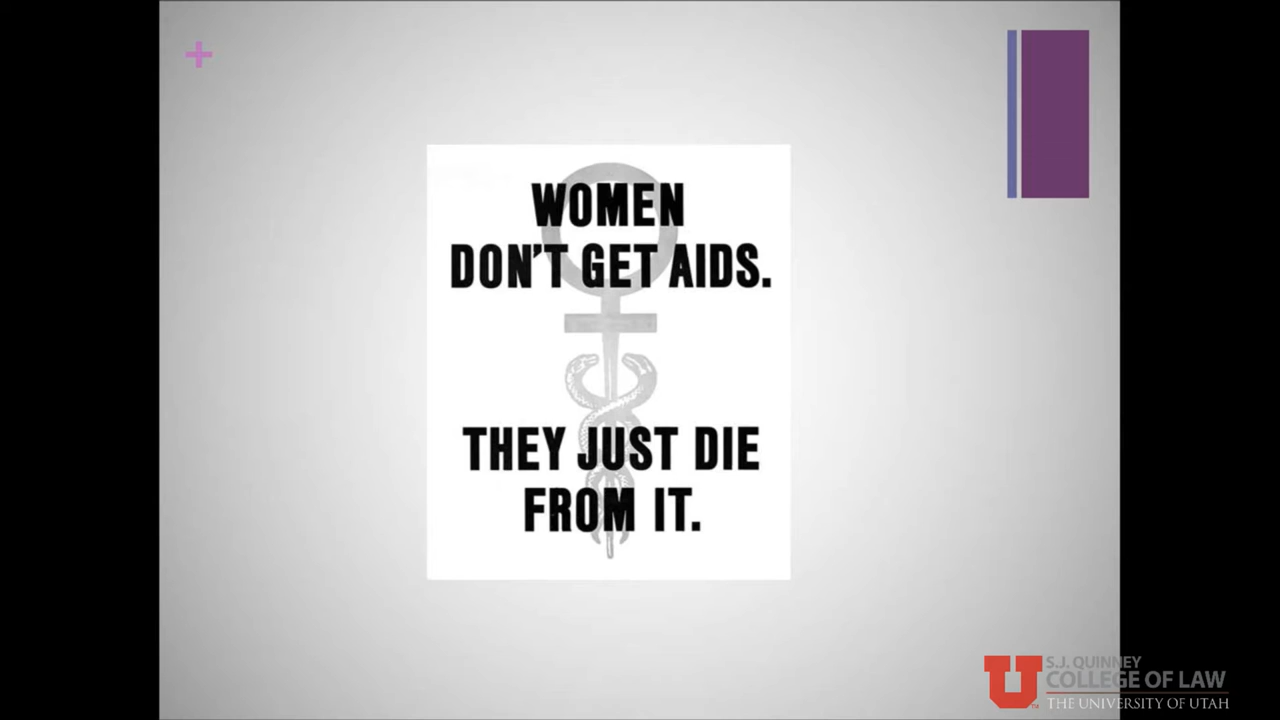 WOMEN
DON'T GET AIDS.
THEY JUST DIE
FROM IT.
U
S.J. QUINNEY
COLLEGE OF LAW
THE UNIVERSITY OF UTAH